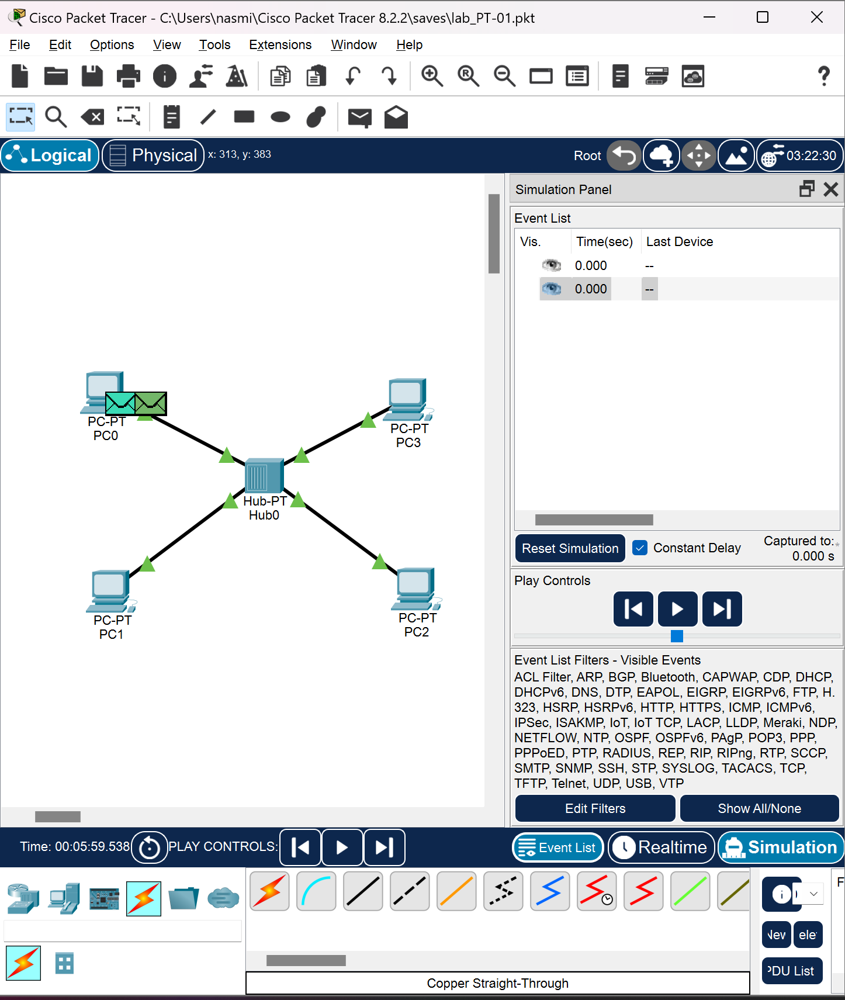 Cisco Packet Tracer - C:\Users\nasmi\Cisco Packet Tracer 8.2.2\saves\lab_PT-01.pkt
File Edit Options View Tools Extensions Window Help
Logical Physical x: 313, y: 383 Root 03:22:30
Simulation Panel
Event List
Vis. Time(sec) Last Device
0.000 --
0.000 --
PC-PT
PC0
PC-PT
PC3
Hub-PT
Hub0
PC-PT
PC1
PC-PT
PC2
Reset Simulation Constant Delay Captured to:*
0.000 s
Play Controls
Event List Filters - Visible Events
ACL Filter, ARP, BGP, Bluetooth, CAPWAP, CDP, DHCP,
DHCPv6, DNS, DTP, EAPOL, EIGRP, EIGRPv6, FTP, H.
323, HSRP, HSRPv6, HTTP, HTTPS, ICMP, ICMPv6,
IPSec, ISAKMP, IoT, IoT TCP, LACP, LLDP, Meraki, NDP,
NETFLOW, NTP, OSPF, OSPFv6, PAgP, POP3, PPP,
PPPoED, PTP, RADIUS, REP, RIP, RIPng, RTP, SCCP,
SMTP, SNMP, SSH, STP, SYSLOG, TACACS, TCP,
TFTP, Telnet, UDP, USB, VTP
Edit Filters Show All/None
Time: 00:05:59.538 PLAY CONTROLS: Event List Realtime Simulation
F
New ele
PDU List
Copper Straight-Through